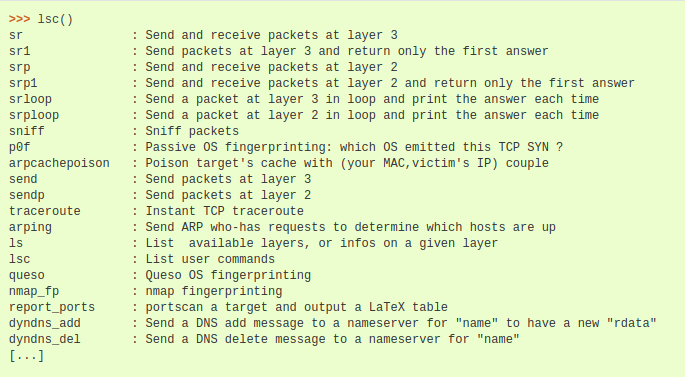 >>> lsc()
sr               : Send and receive packets at layer 3
sr1              : Send packets at layer 3 and return only the first answer
srp              : Send and receive packets at layer 2
srp1             : Send and receive packets at layer 2 and return only the first answer
srloop           : Send a packet at layer 3 in loop and print the answer each time
srploop          : Send a packet at layer 2 in loop and print the answer each time
sniff            : Sniff packets
p0f              : Passive OS fingerprinting: which OS emitted this TCP SYN ?
arpcachepoison   : Poison target's cache with (your MAC,victim's IP) couple
send             : Send packets at layer 3
sendp            : Send packets at layer 2
traceroute       : Instant TCP traceroute
arping           : Send ARP who-has requests to determine which hosts are up
ls               : List  available layers, or infos on a given layer
lsc              : List user commands
queso            : Queso OS fingerprinting
nmap_fp          : nmap fingerprinting
report_ports     : portscan a target and output a LaTeX table
dyndns_add       : Send a DNS add message to a nameserver for "name" to have a new "rdata"
dyndns_del       : Send a DNS delete message to a nameserver for "name"
[...]